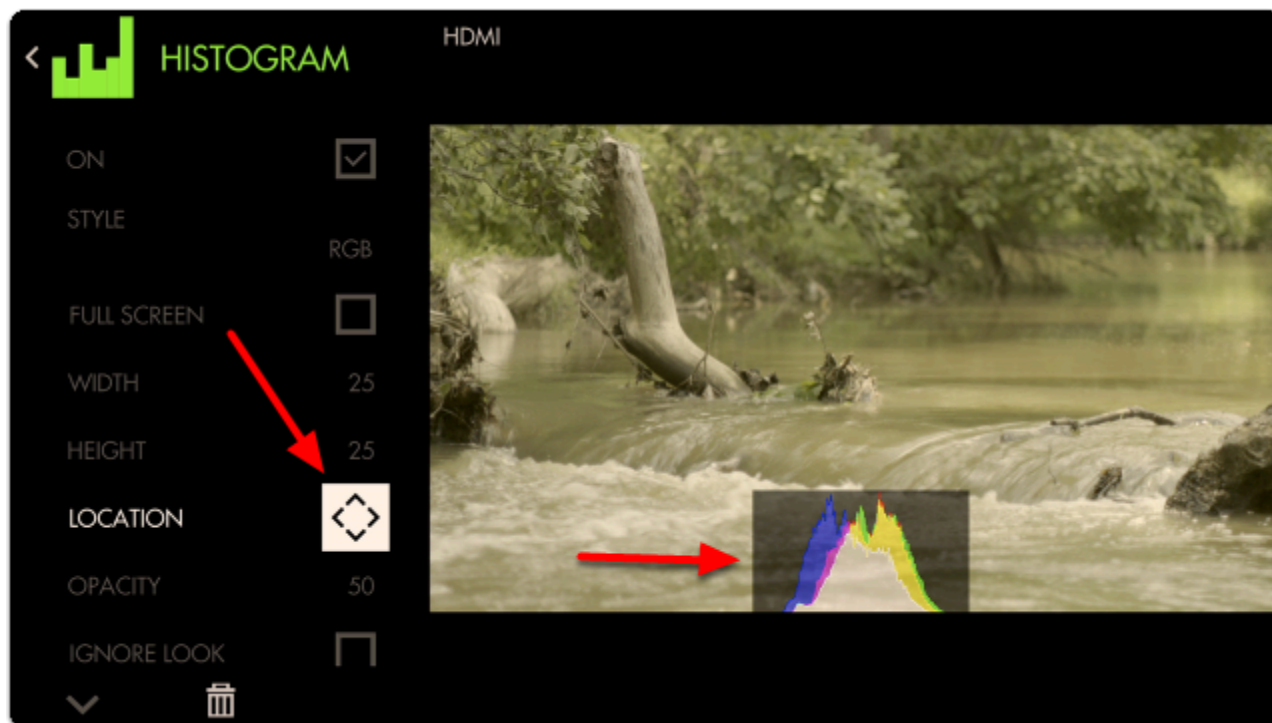 HISTOGRAM
HDMI
ON
STYLE
RGB
FULL SCREEN
WIDTH 25
HEIGHT 25
LOCATION
OPACITY 50
IGNORE LOOK